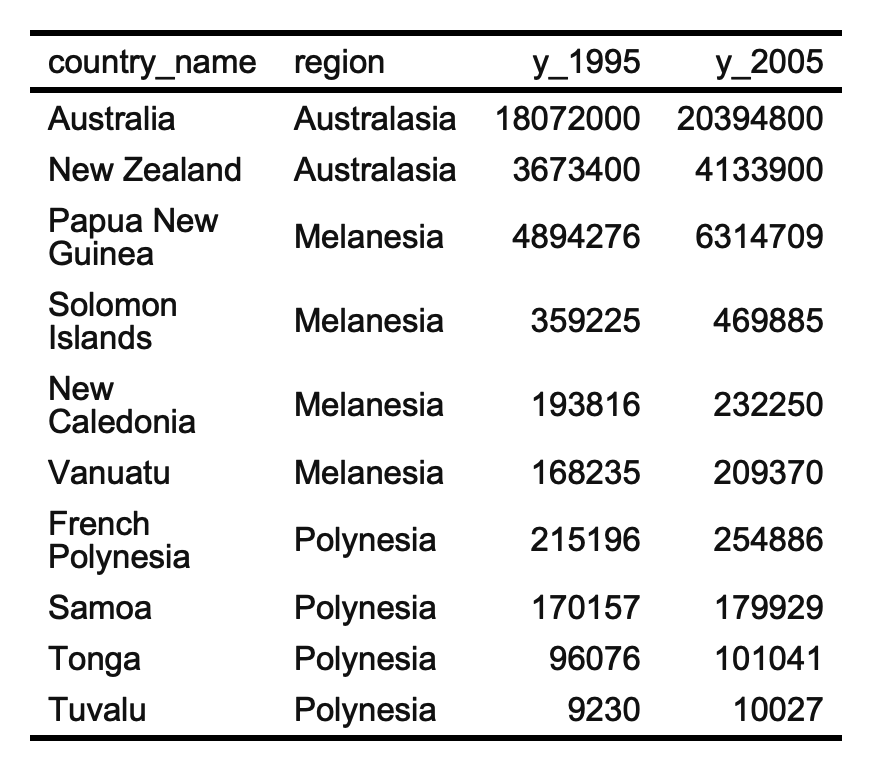 country_name region y_1995 y_2005
Australia Australasia 18072000 20394800
New Zealand Australasia 3673400 4133900
Papua New
Guinea Melanesia 4894276 6314709
Solomon
Islands Melanesia 359225 469885
New
Caledonia Melanesia 193816 232250
Vanuatu Melanesia 168235 209370
French
Polynesia Polynesia 215196 254886
Samoa Polynesia 170157 179929
Tonga Polynesia 96076 101041
Tuvalu Polynesia 9230 10027